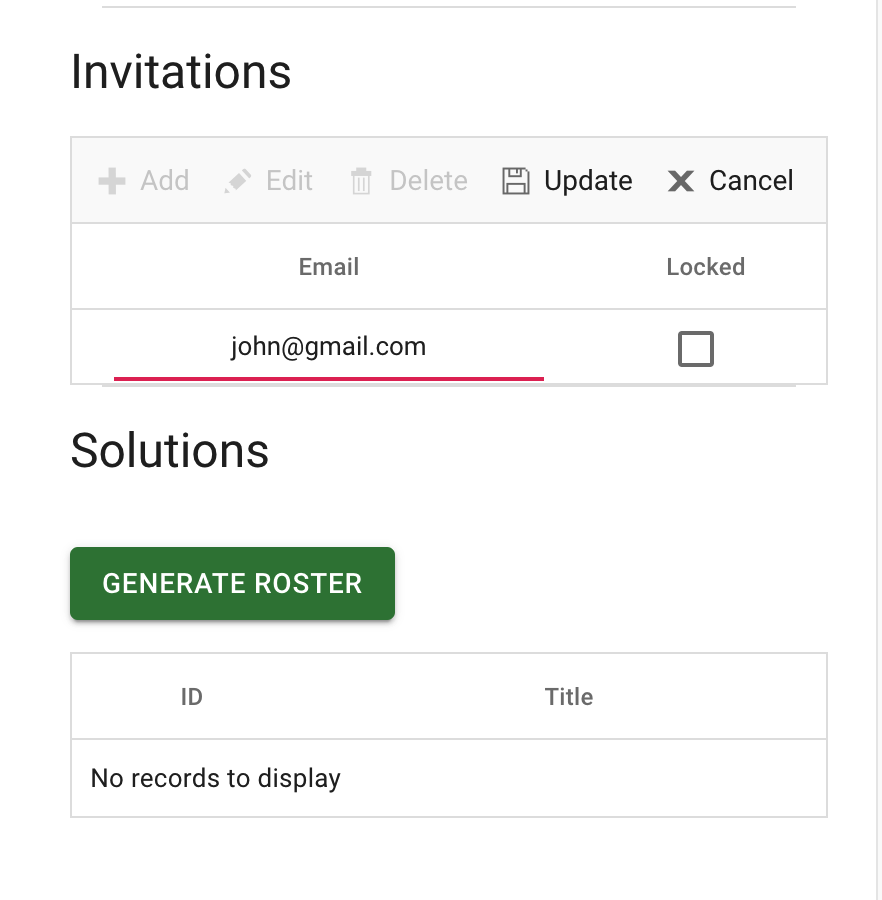 Invitations
Add Edit Delete Update Cancel
Email Locked
john@gmail.com
Solutions
GENERATE ROSTER
ID Title
No records to display